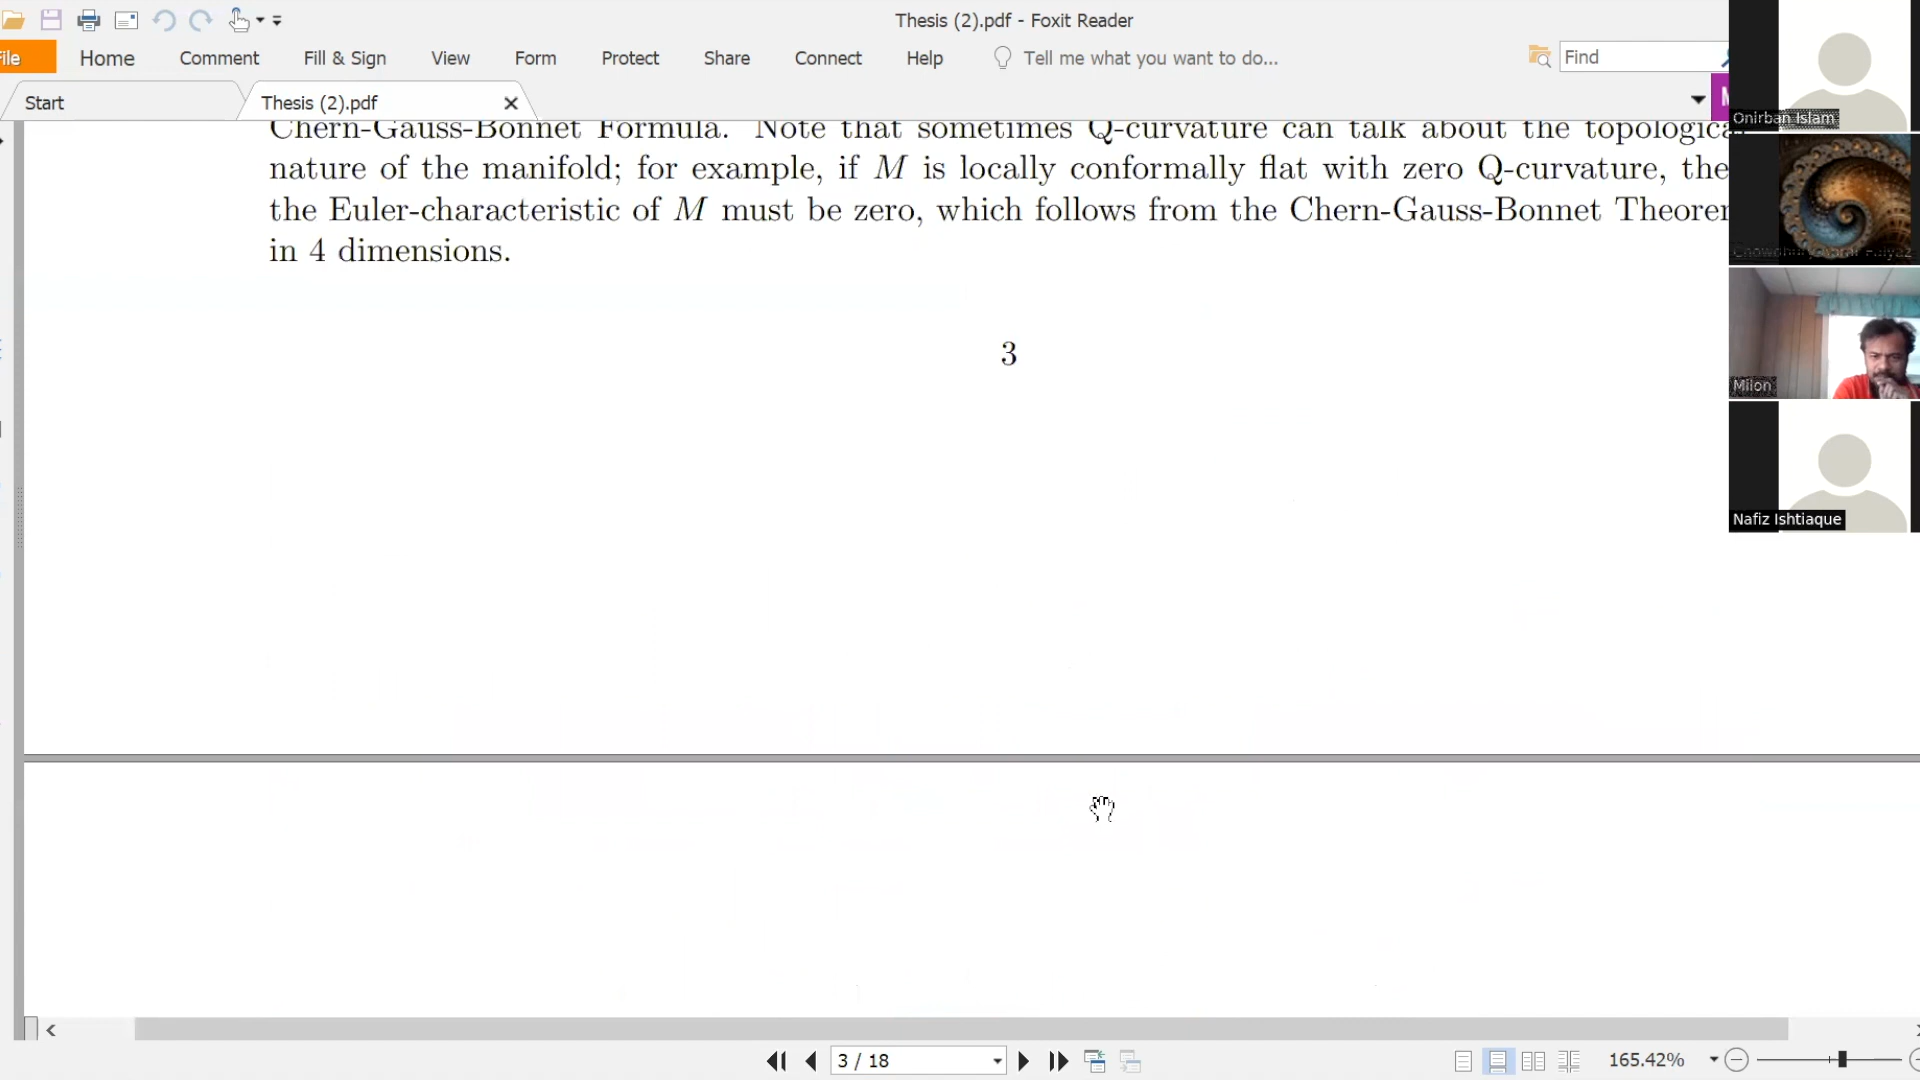 Thesis (2).pdf - Foxit Reader
File Home Comment Fill & Sign View Form Protect Share Connect Help Tell me what you want to do... Find
Start Thesis (2).pdf
Chern-Gauss-Bonnet Formula. Note that sometimes Q-curvature can talk about the topologica
nature of the manifold; for example, if M is locally conformally flat with zero Q-curvature, the
the Euler-characteristic of M must be zero, which follows from the Chern-Gauss-Bonnet Theorem
in 4 dimensions.
3
Onirban Islam
Milon
Nafiz Ishtiaque
3 / 18
165.42%